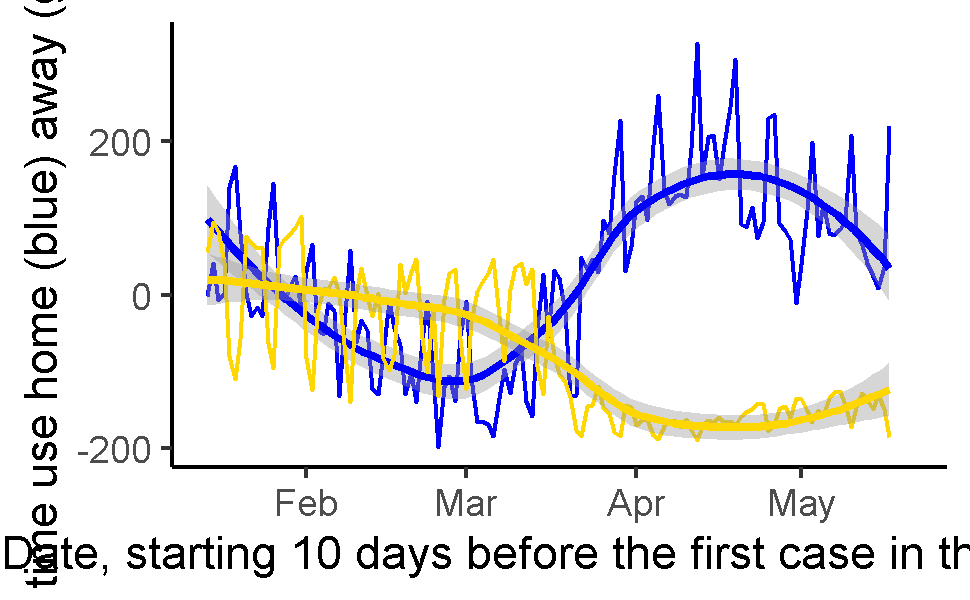 time use home (blue) away (
200
0
-200
Feb Mar Apr May
Date, starting 10 days before the first case in th